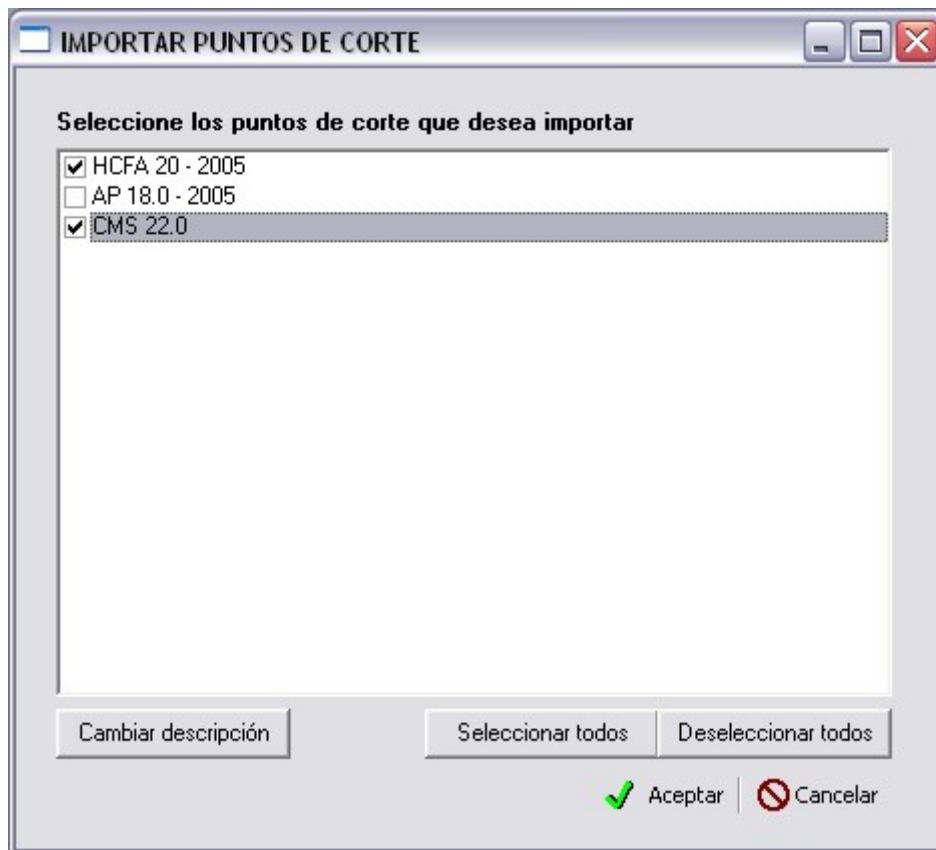 IMPORTAR PUNTOS DE CORTE
Seleccione los puntos de corte que desea importar
HCFA 20 - 2005
AP 18.0 - 2005
CMS 22.0
Cambiar descripción
Seleccionar todos
Deseleccionar todos
Aceptar
Cancelar